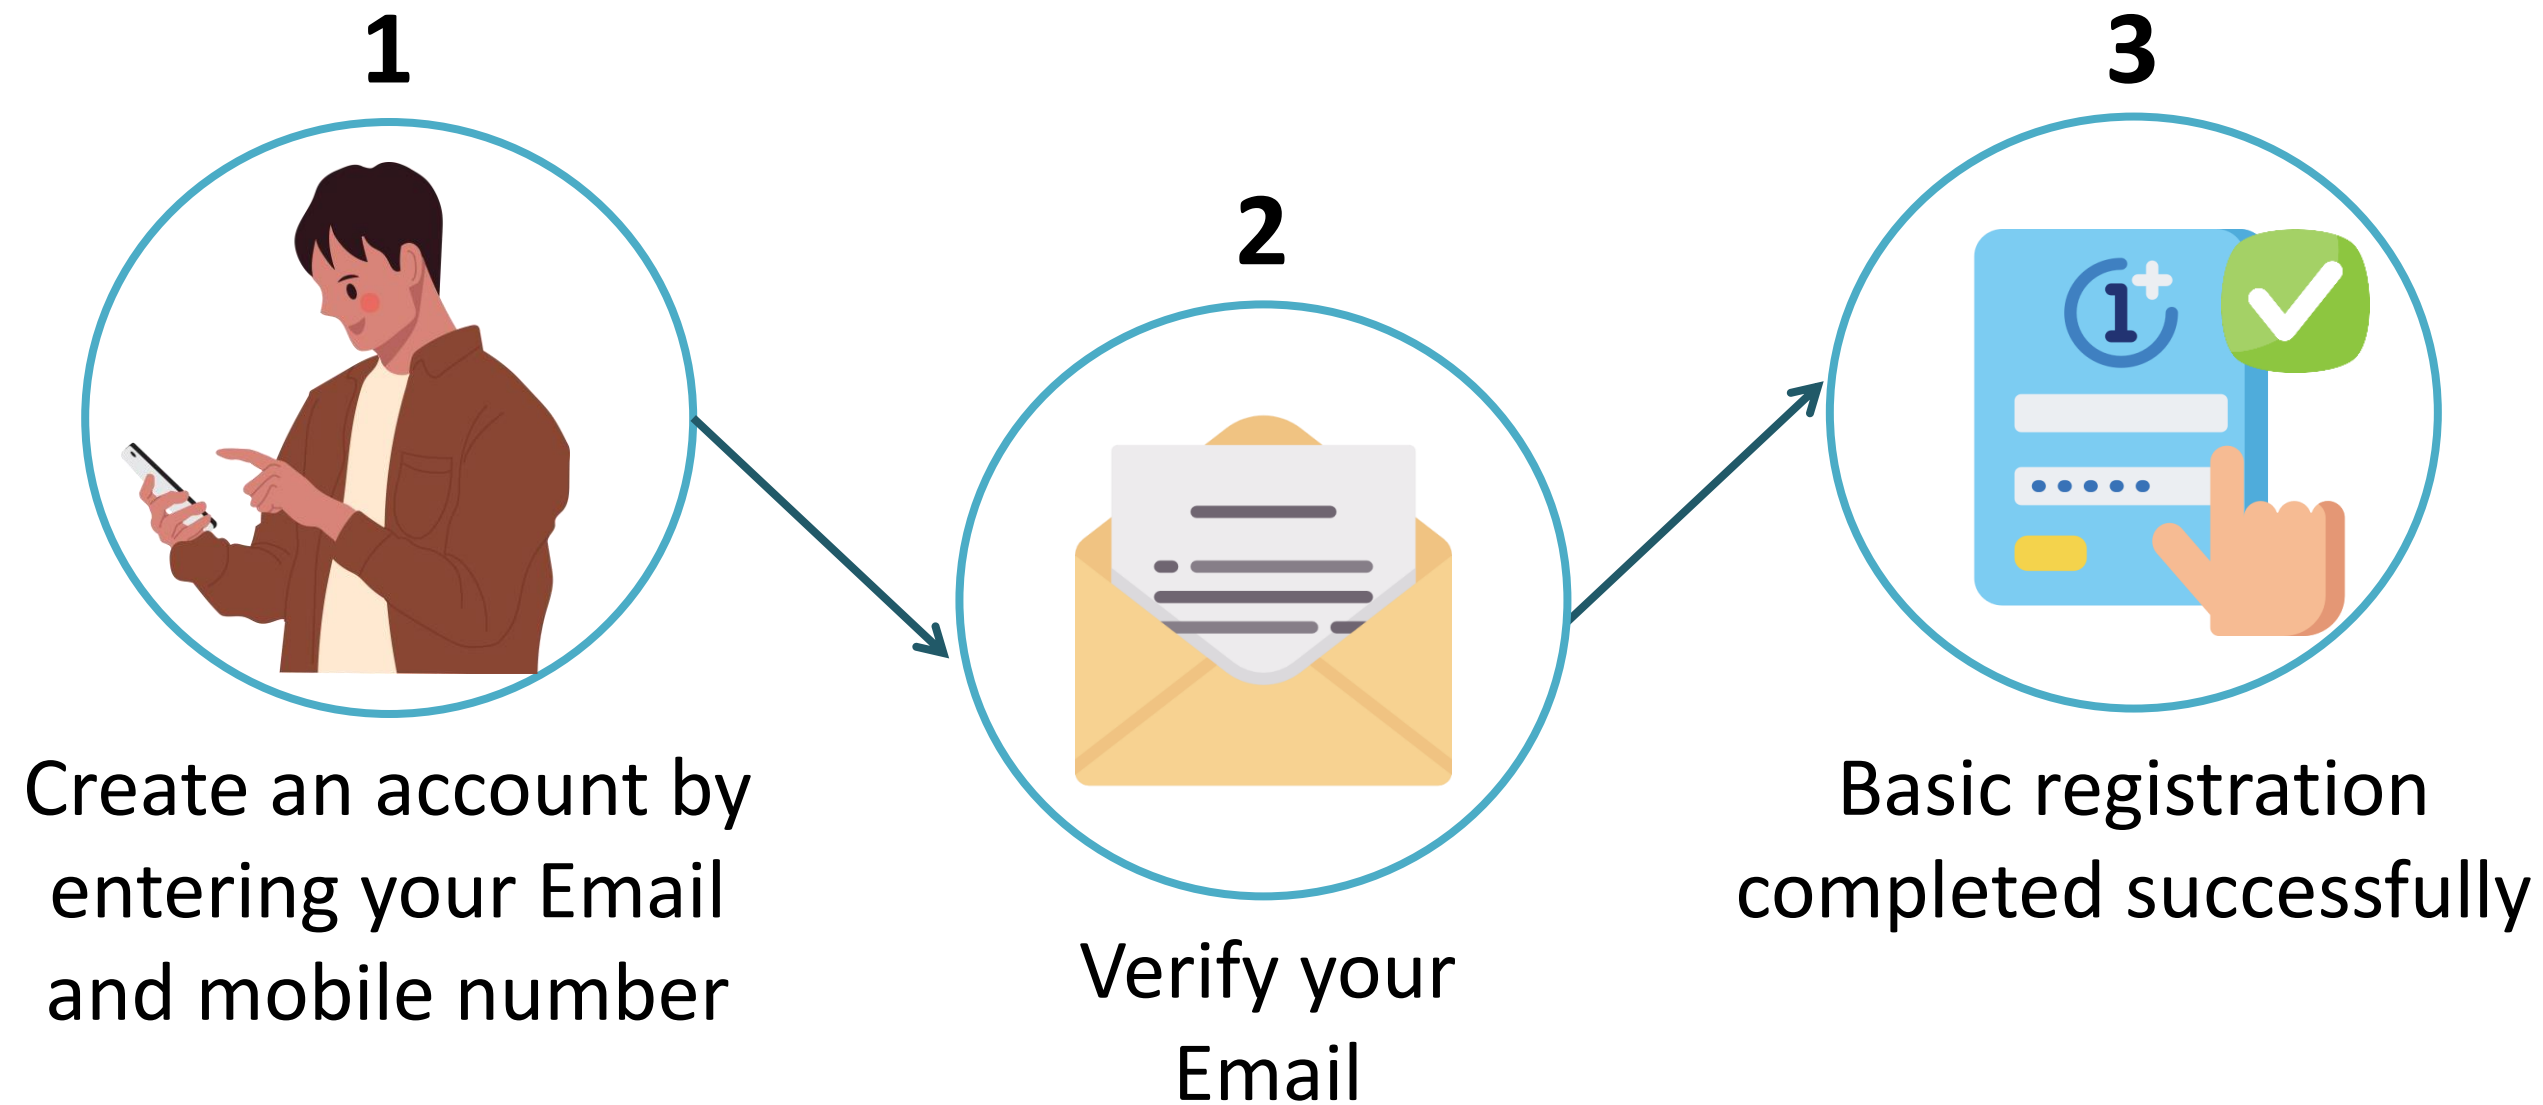 1
Create an account by
entering your Email
and mobile number
2
Verify your
Email
3
1+
Basic registration
completed successfully